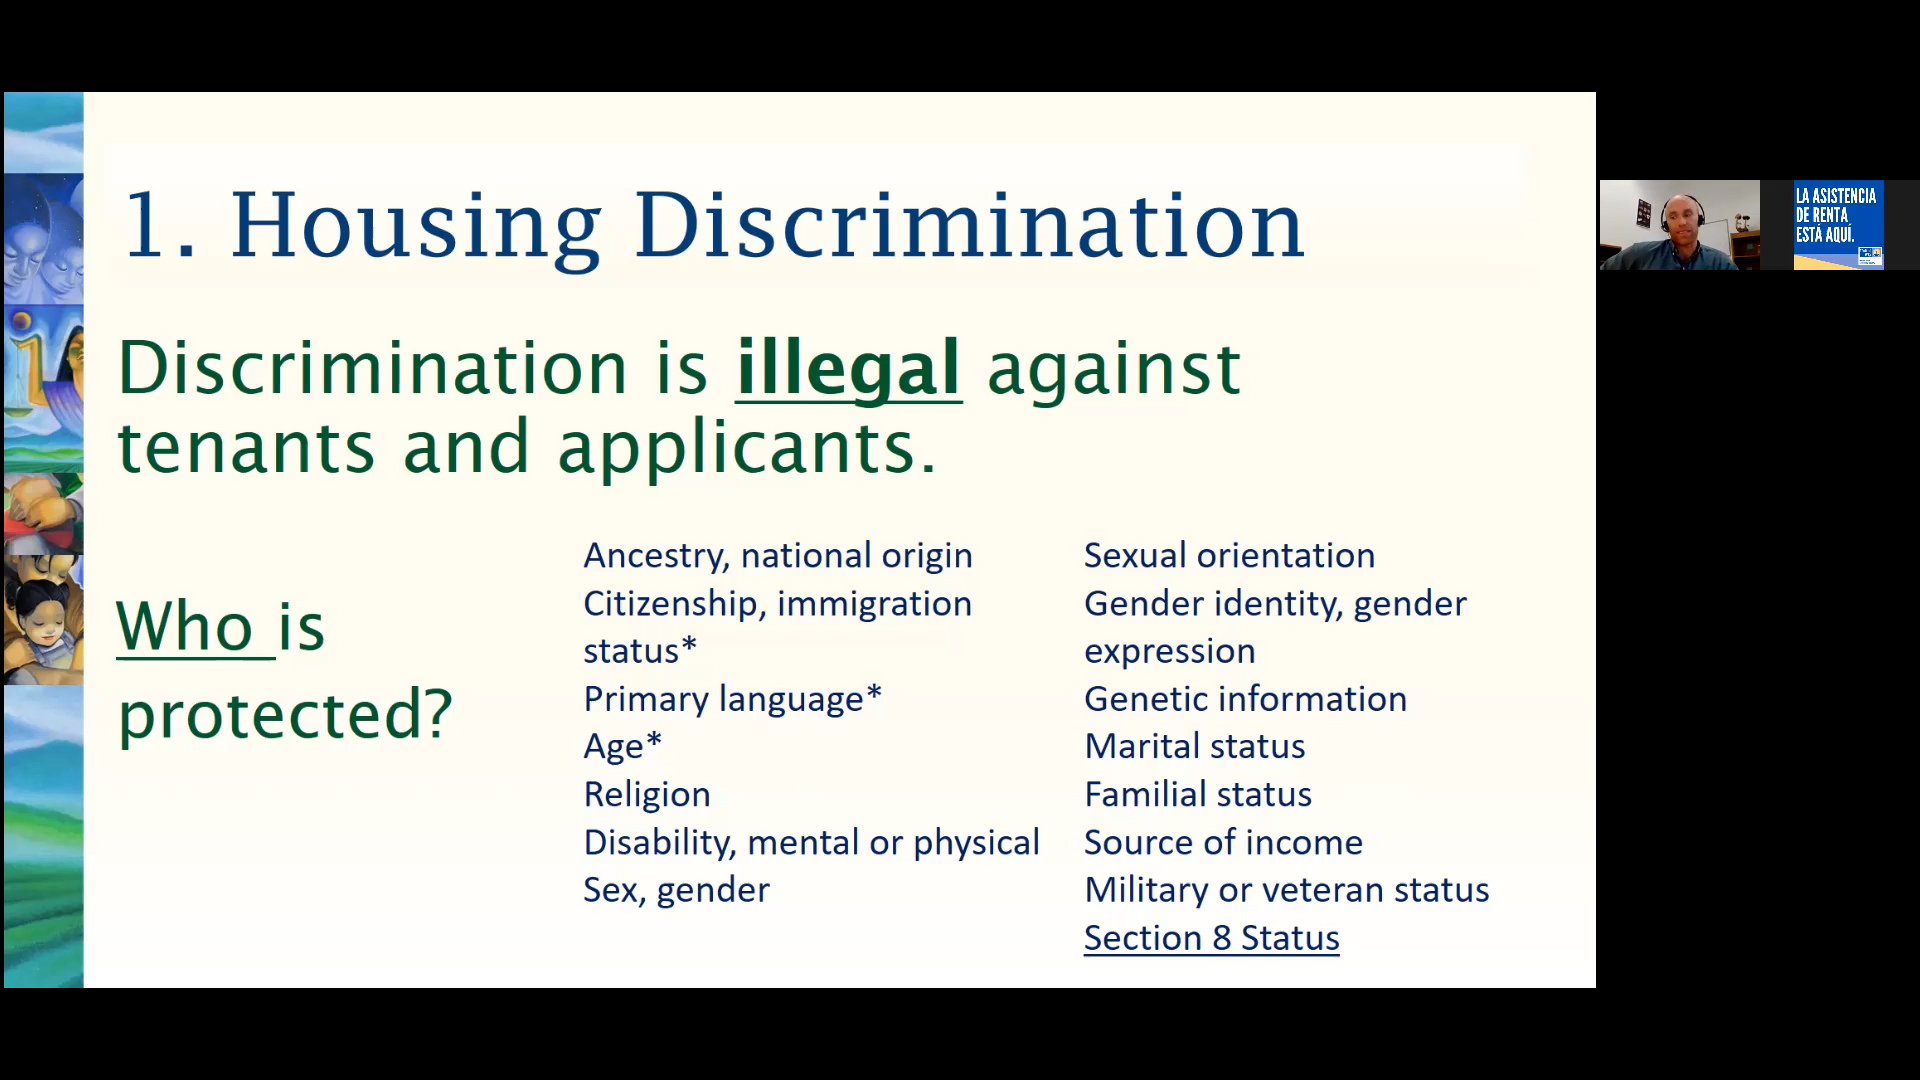 1. Housing Discrimination
Discrimination is illegal against
tenants and applicants.
Who is
protected?
Ancestry, national origin
Citizenship, immigration
status*
Primary language*
Age*
Religion
Disability, mental or physical
Sex, gender
Sexual orientation
Gender identity, gender
expression
Genetic information
Marital status
Familial status
Source of income
Military or veteran status
Section 8 Status
LA ASISTENCIA
DE RENTA
ESTÁ AQUÍ.